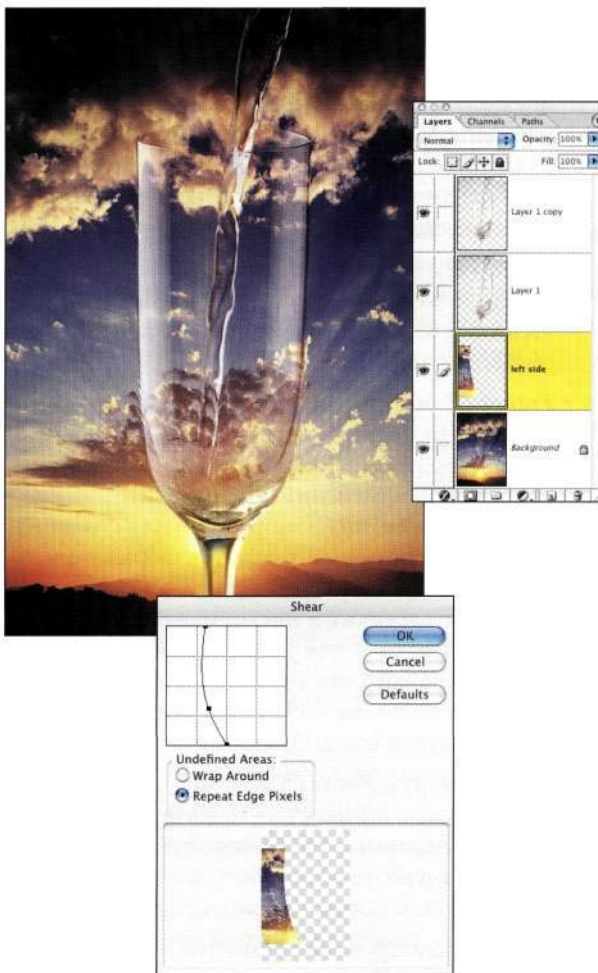 Layers Channels Paths
Normal Opacity: 100%
Lock: Fill: 100%
Layer 1 copy
Layer 1
left side
Background
Shear
OK
Cancel
Defaults
Undefined Areas:
Wrap Around
Repeat Edge Pixels